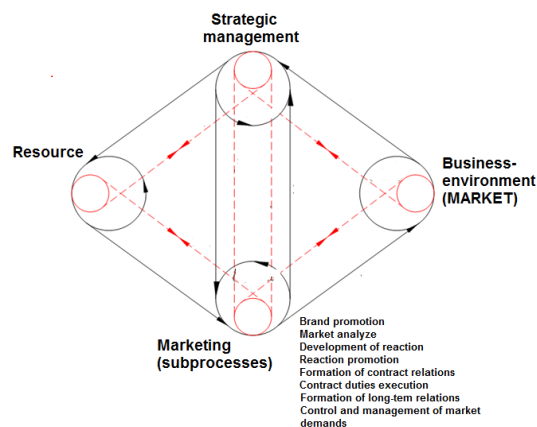 Strategic
management
Resource
Business-
environment
(MARKET)
Marketing
(subprocesses)
Brand promotion
Market analyze
Development of reaction
Reaction promotion
Formation of contract relations
Contract duties execution
Formation of long-tem relations
Control and management of market
demands